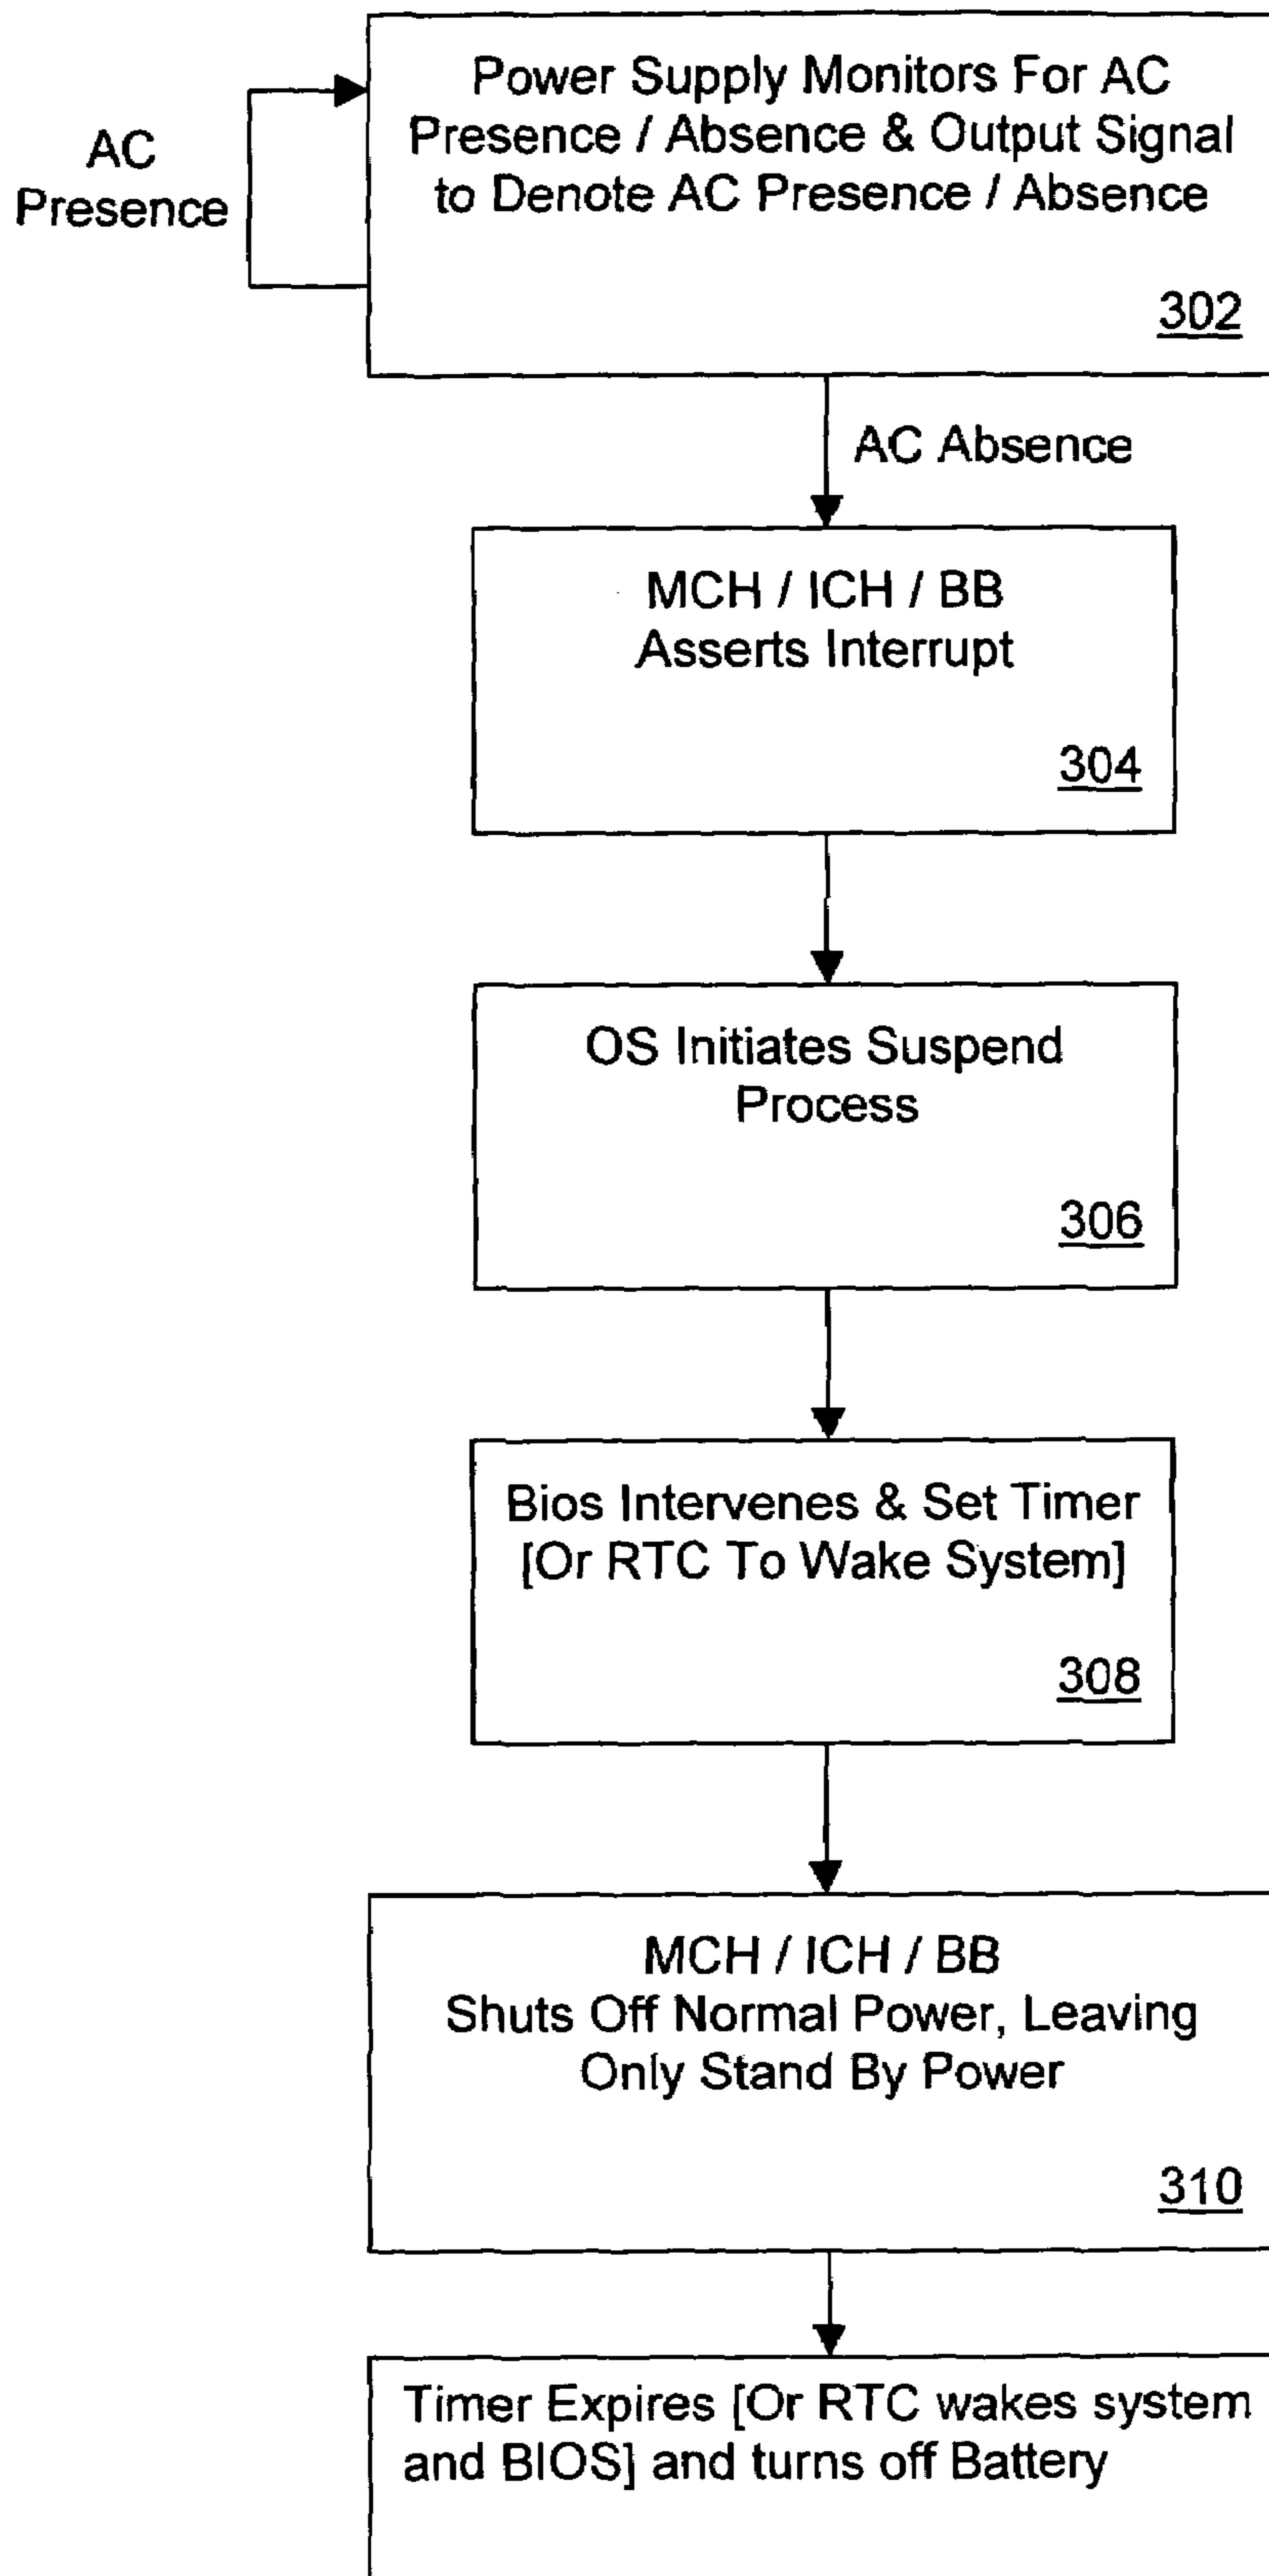 Power Supply Monitors For AC
Presence / Absence & Output Signal
to Denote AC Presence / Absence
302
AC
Presence
AC Absence
MCH / ICH / BB
Asserts Interrupt
304
OS Initiates Suspend
Process
306
Bios Intervenes & Set Timer
[Or RTC To Wake System]
308
MCH / ICH / BB
Shuts Off Normal Power, Leaving
Only Stand By Power
310
Timer Expires [Or RTC wakes system
and BIOS] and turns off Battery